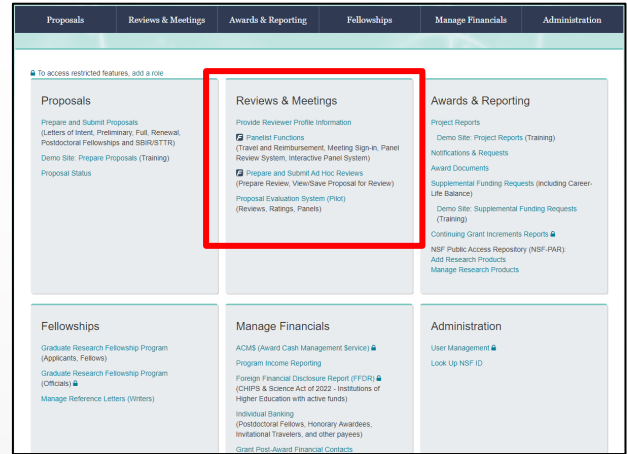 Proposals Reviews & Meetings Awards & Reporting Fellowships Manage Financials Administration
To access restricted features, add a role
Proposals
Prepare and Submit Proposals
(Letters of Intent, Preliminary, Full, Renewal,
Postdoctoral Fellowships and SBIR/STTR)
Demo Site: Prepare Proposals (Training)
Proposal Status
Reviews & Meetings
Provide Reviewer Profile Information
Panelist Functions
(Travel and Reimbursement, Meeting Sign-in, Panel
Review System, Interactive Panel System)
Prepare and Submit Ad Hoc Reviews
(Prepare Review, View/Save Proposal for Review)
Proposal Evaluation System (Pilot)
(Reviews, Ratings, Panels)
Awards & Reporting
Project Reports
Demo Site: Project Reports (Training)
Notifications & Requests
Award Documents
Supplemental Funding Requests (including Career-
Life Balance)
Demo Site: Supplemental Funding Requests
(Training)
Continuing Grant Increments Reports
NSF Public Access Repository (NSF-PAR):
Add Research Products
Manage Research Products
Fellowships
Graduate Research Fellowship Program
(Applicants, Fellows)
Graduate Research Fellowship Program
(Officials)
Manage Reference Letters (Writers)
Manage Financials
ACM$ (Award Cash Management $ervice)
Program Income Reporting
Foreign Financial Disclosure Report (FFDR)
(CHIPS & Science Act of 2022 - Institutions of
Higher Education with active funds)
Individual Banking
(Postdoctoral Fellows, Honorary Awardees,
Invitational Travelers, and other payees)
Grant Post-Award Financial Contacts
Administration
User Management
Look Up NSF ID